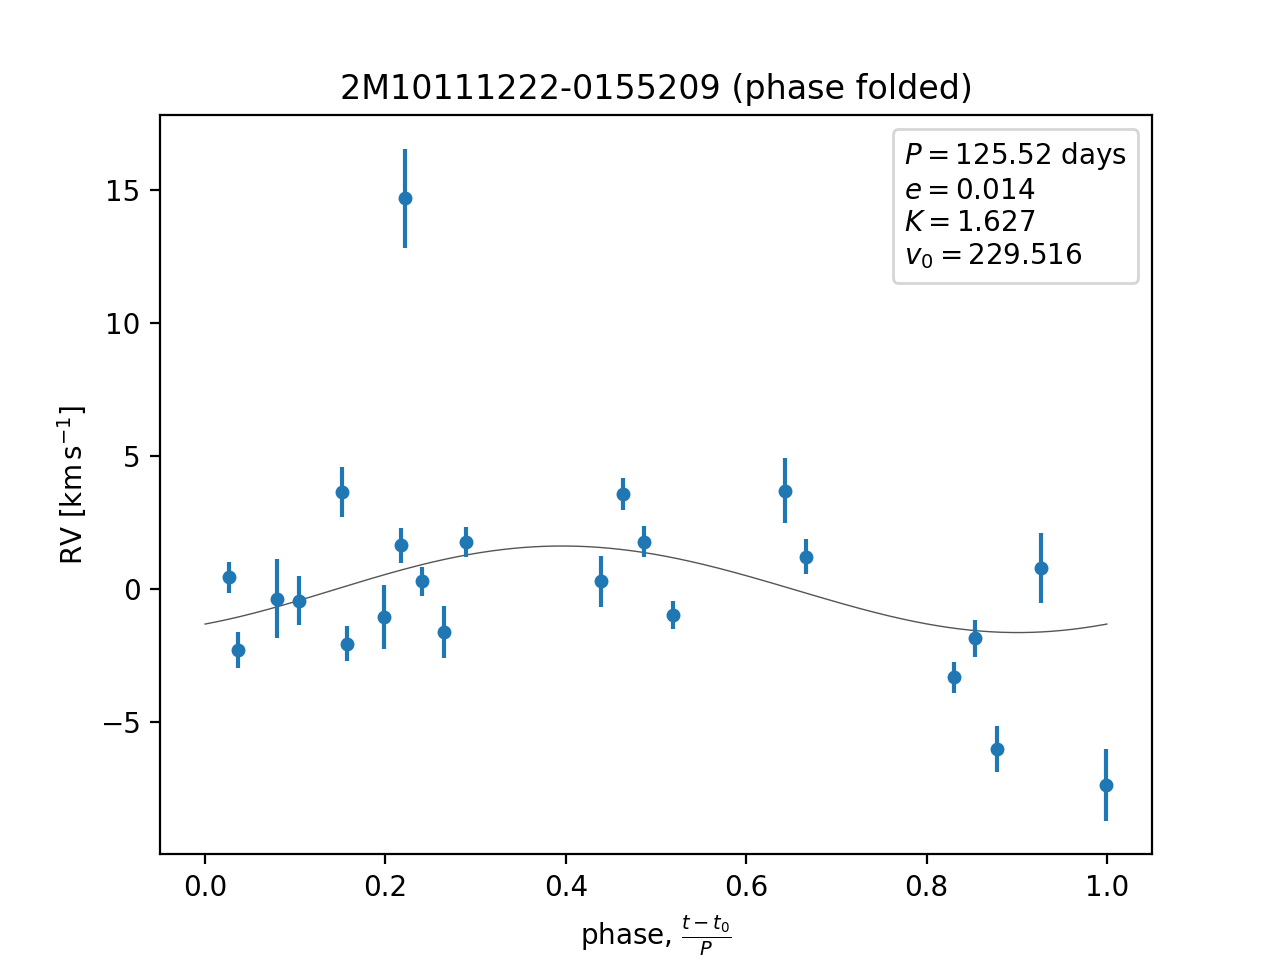 2M10111222-0155209 (phase folded)
P = 125.52 days
e = 0.014
K = 1.627
v₀ = 229.516
15
10
5
0
−5
RV [km s⁻¹]
0.0 0.2 0.4 0.6 0.8 1.0
phase, (t − t₀)/P